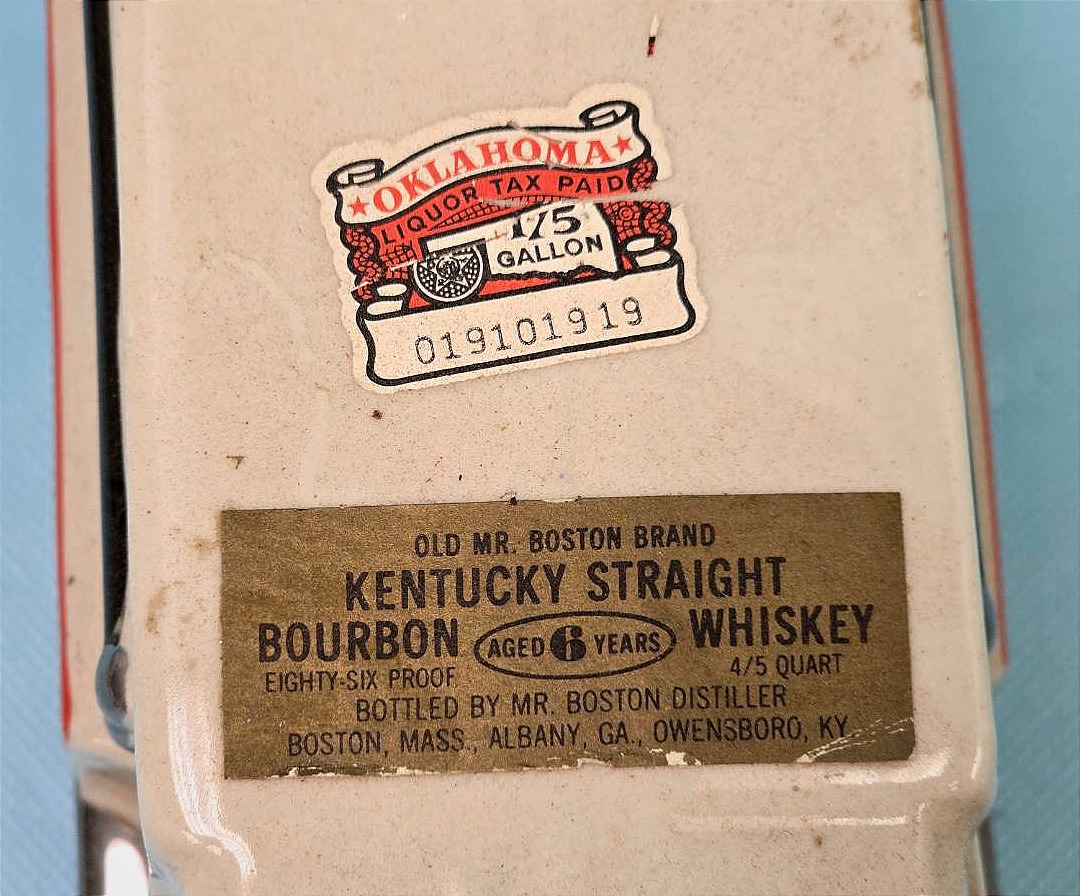 OKLAHOMA
LIQUOR TAX PAID
1/5
GALLON
019101919
OLD MR. BOSTON BRAND
KENTUCKY STRAIGHT
BOURBON AGED 6 YEARS WHISKEY
EIGHTY-SIX PROOF 4/5 QUART
BOTTLED BY MR. BOSTON DISTILLER
BOSTON, MASS., ALBANY, GA., OWENSBORO, KY.